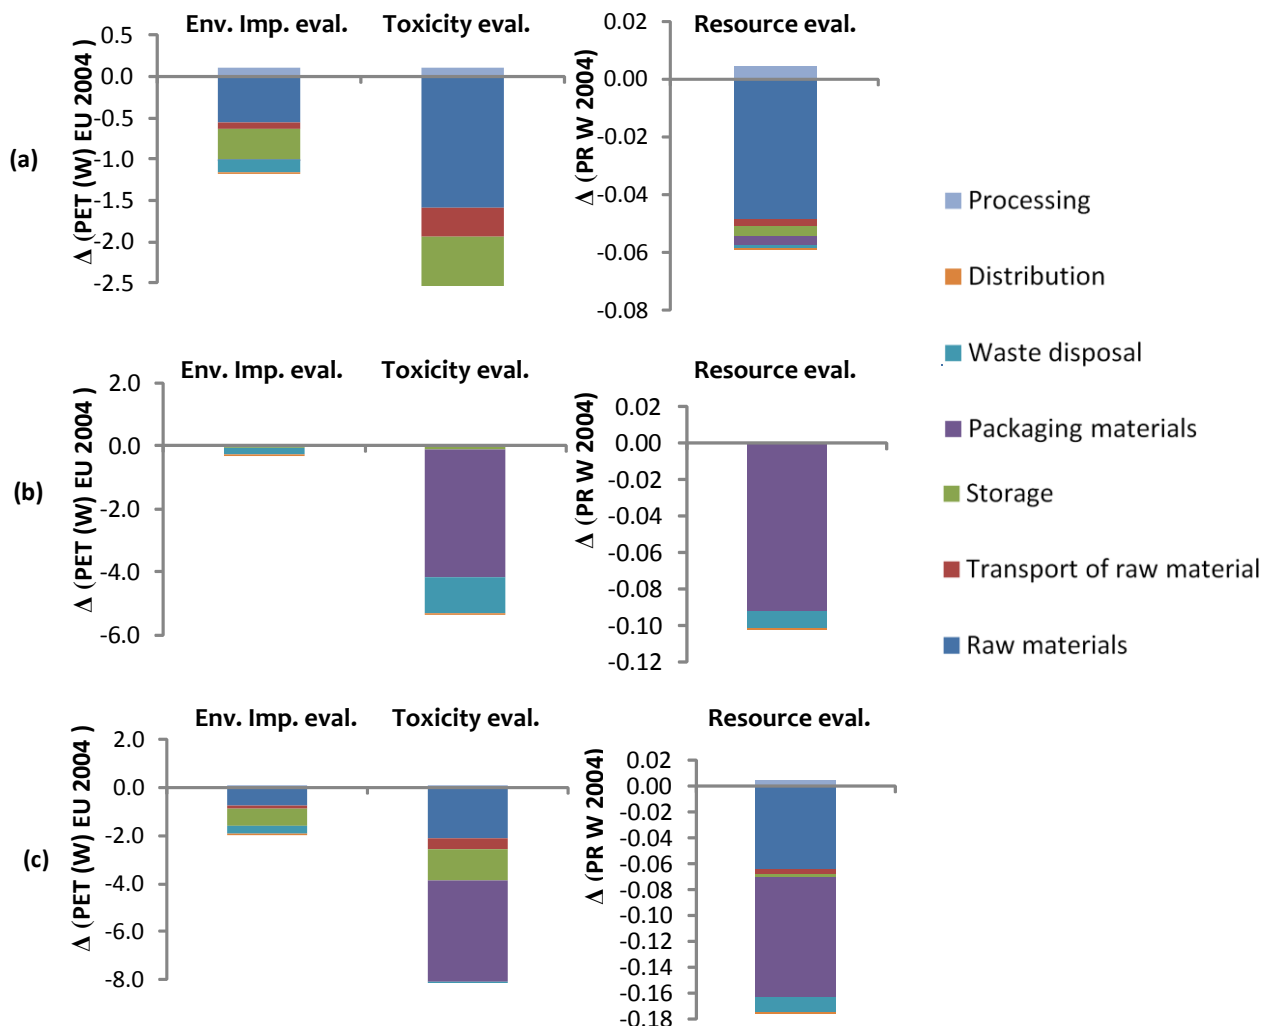 Env. Imp. eval. Toxicity eval. Resource eval.
(a)
Δ (PET (W) EU 2004 )
0.5
0.0
-0.5
-1.0
-1.5
-2.0
-2.5
Δ (PR W 2004)
0.02
0.00
-0.02
-0.04
-0.06
-0.08
Env. Imp. eval. Toxicity eval. Resource eval.
(b)
Δ (PET (W) EU 2004 )
2.0
0.0
-2.0
-4.0
-6.0
Δ (PR W 2004)
0.02
0.00
-0.02
-0.04
-0.06
-0.08
-0.10
-0.12
Env. Imp. eval. Toxicity eval. Resource eval.
(c)
Δ (PET (W) EU 2004 )
2.0
0.0
-2.0
-4.0
-6.0
-8.0
Δ (PR W 2004)
0.02
0.00
-0.02
-0.04
-0.06
-0.08
-0.10
-0.12
-0.14
-0.16
-0.18
Processing
Distribution
Waste disposal
Packaging materials
Storage
Transport of raw material
Raw materials